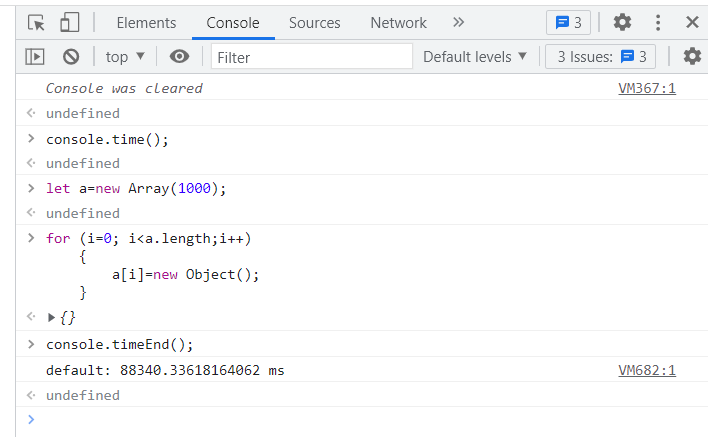 Elements Console Sources Network » 3
top ▼ Filter Default levels ▼ 3 Issues: 3
Console was cleared VM367:1
undefined
console.time();
undefined
let a=new Array(1000);
undefined
for (i=0; i<a.length;i++)
{
a[i]=new Object();
}
{}
console.timeEnd();
default: 88340.33618164062 ms VM682:1
undefined